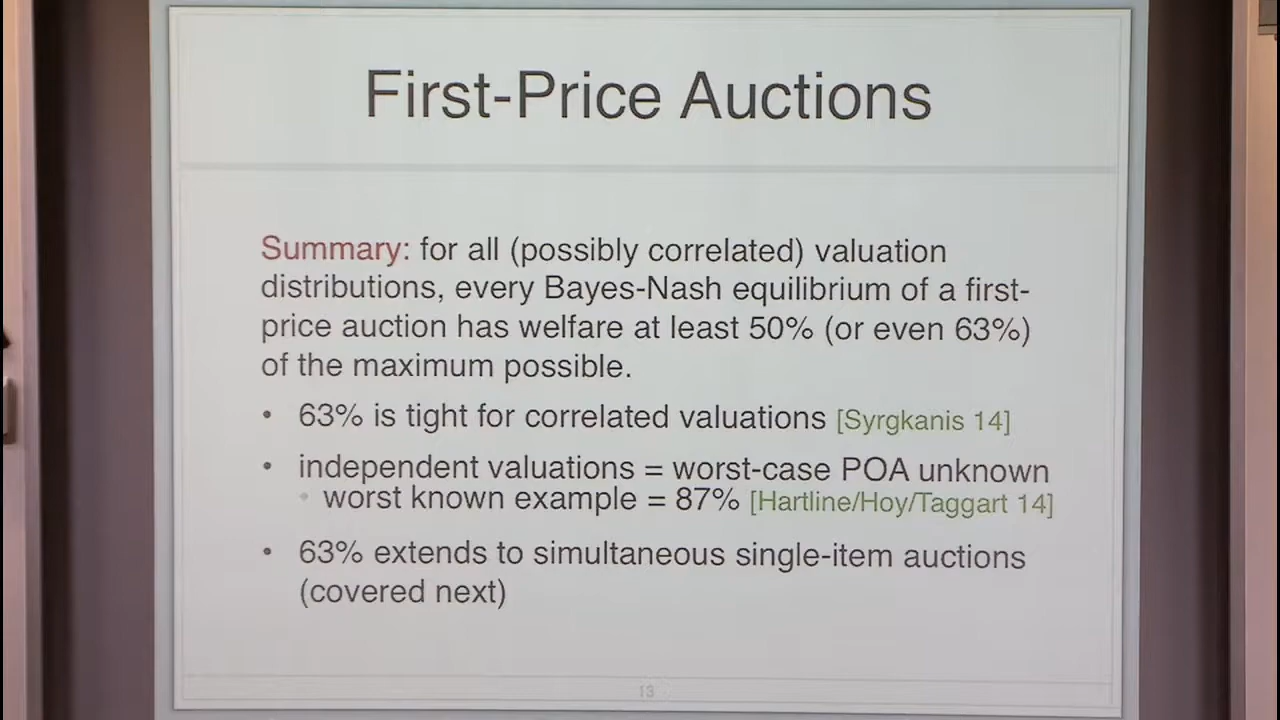 First-Price Auctions
Summary: for all (possibly correlated) valuation
distributions, every Bayes-Nash equilibrium of a first-
price auction has welfare at least 50% (or even 63%)
of the maximum possible.
• 63% is tight for correlated valuations [Syrgkanis 14]
• independent valuations = worst-case POA unknown
• worst known example = 87% [Hartline/Hoy/Taggart 14]
• 63% extends to simultaneous single-item auctions
(covered next)
13